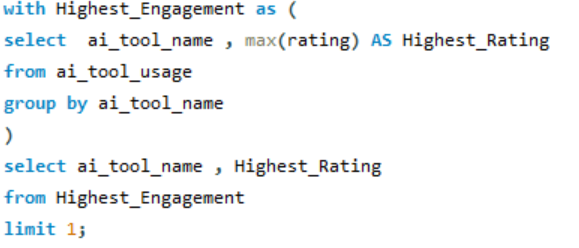 with Highest_Engagement as (
select  ai_tool_name , max(rating) AS Highest_Rating
from ai_tool_usage
group by ai_tool_name
)
select ai_tool_name , Highest_Rating
from Highest_Engagement
limit 1;